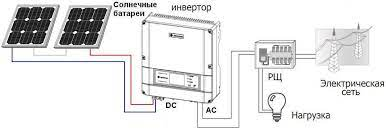 Солнечные
батареи
инвертор
DC
AC
РЩ
Электрическая
сеть
Нагрузка